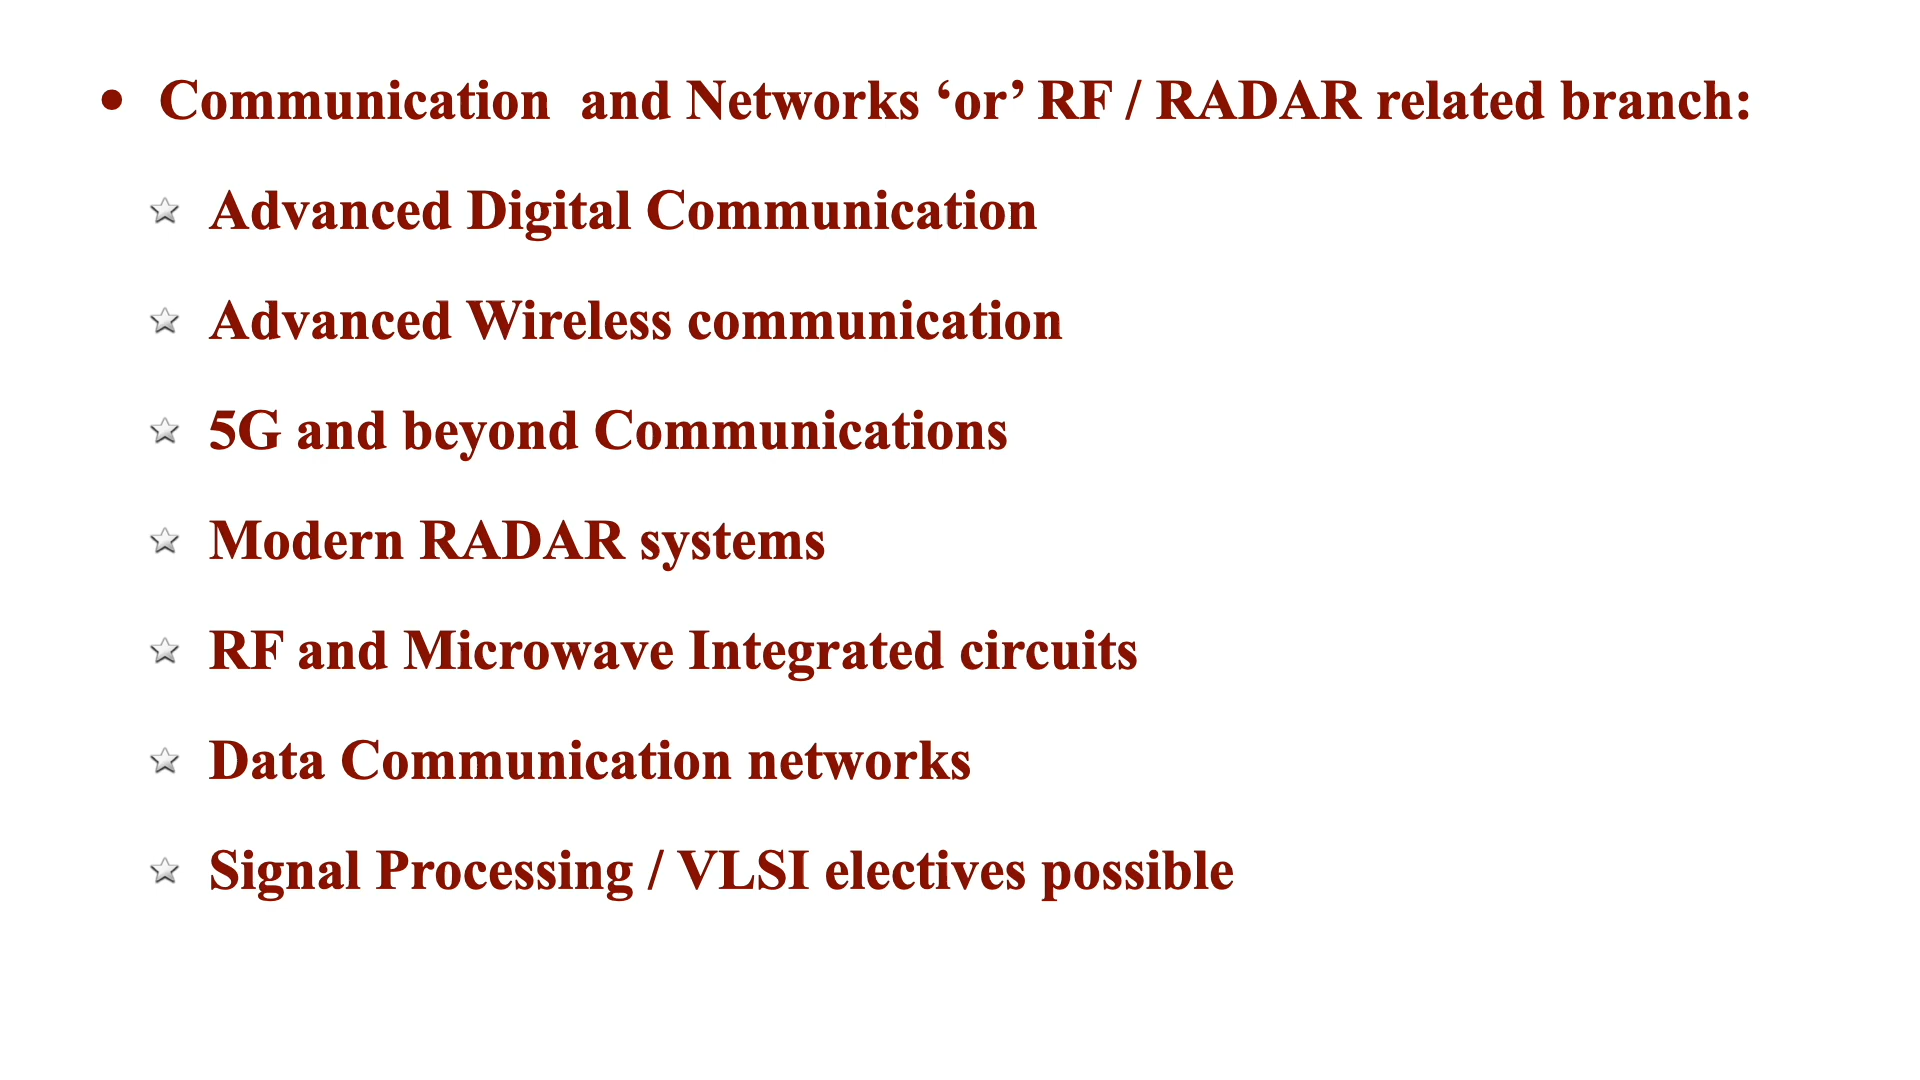 • Communication  and Networks ‘or’ RF / RADAR related branch:
☆ Advanced Digital Communication
☆ Advanced Wireless communication
☆ 5G and beyond Communications
☆ Modern RADAR systems
☆ RF and Microwave Integrated circuits
☆ Data Communication networks
☆ Signal Processing / VLSI electives possible